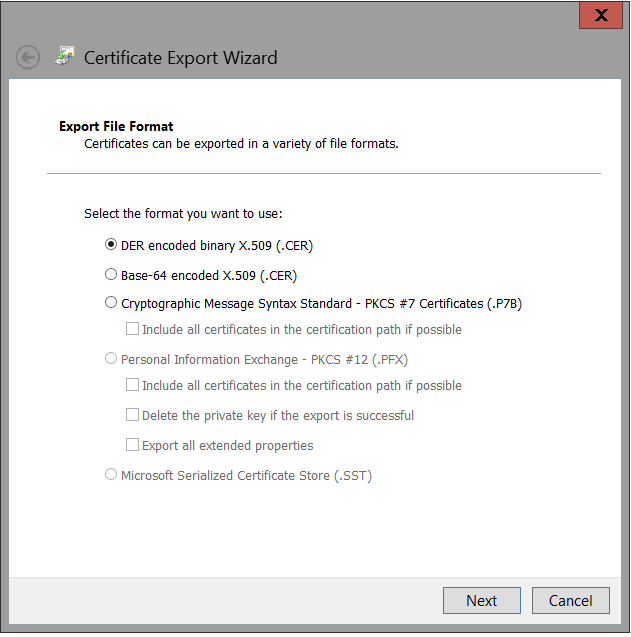 X
Certificate Export Wizard
Export File Format
Certificates can be exported in a variety of file formats.
Select the format you want to use:
DER encoded binary X.509 (.CER)
Base-64 encoded X.509 (.CER)
Cryptographic Message Syntax Standard - PKCS #7 Certificates (.P7B)
Include all certificates in the certification path if possible
Personal Information Exchange - PKCS #12 (.PFX)
Include all certificates in the certification path if possible
Delete the private key if the export is successful
Export all extended properties
Microsoft Serialized Certificate Store (.SST)
Next Cancel